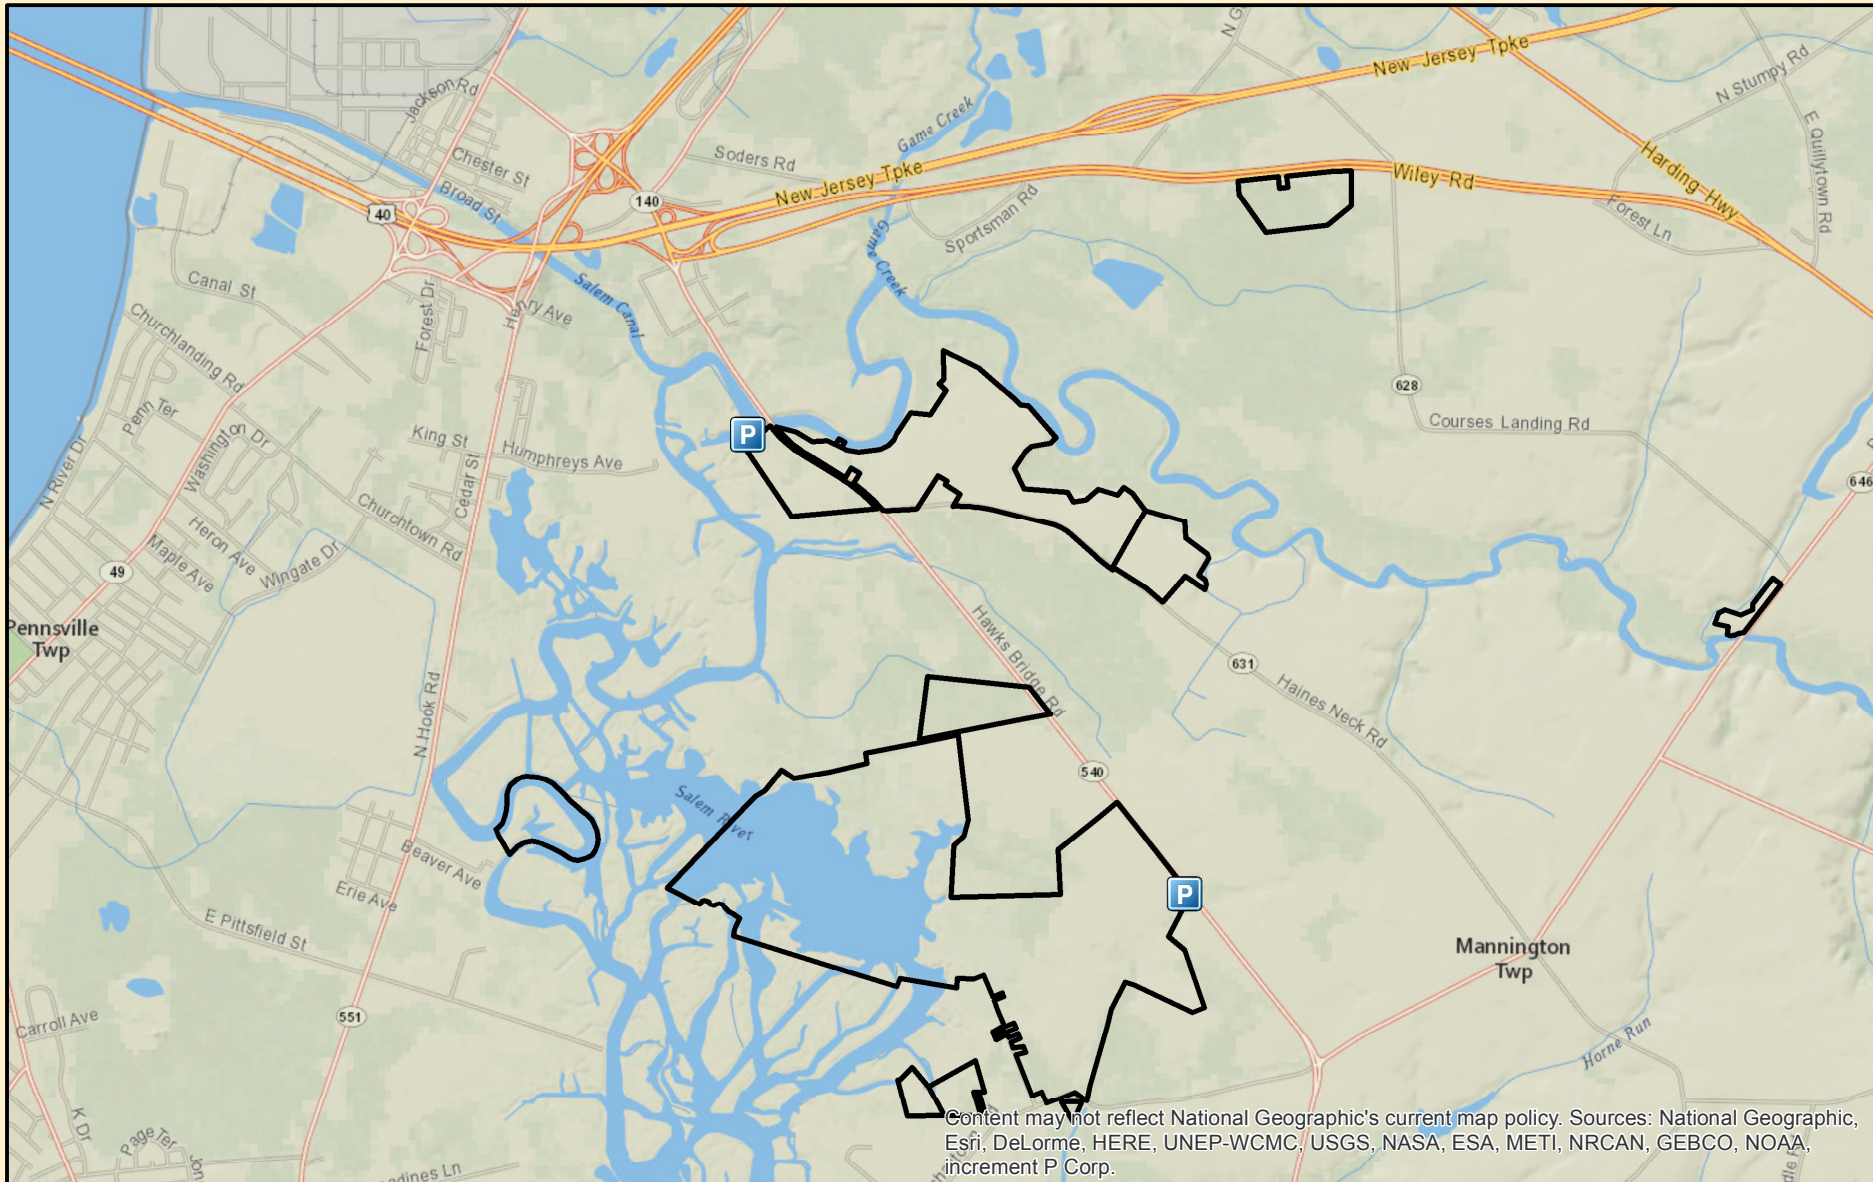 New Jersey Tpke
N Stumpy Rd
Jackson Rd
Game Creek
E Quillytown Rd
Chester St
Soders Rd
Harding Hwy
New Jersey Tpke
Wiley Rd
Broad St
140
40
Sportsman Rd
Forest Ln
Game Creek
Salem Canal
Canal St
Forest Dr
Henry Ave
Churchlanding Rd
628
Penn Ter
Courses Landing Rd
P
Washington Dr
King St
Humphreys Ave
N River Dr
Cedar St
646
Churchtown Rd
Heron Ave
Maple Ave
Wingate Dr
49
Pennsville
Twp
Hawks Bridge Rd
631
Haines Neck Rd
N Hook Rd
540
Salem River
Beaver Ave
Erie Ave
P
E Pittsfield St
Mannington
Twp
Carroll Ave
551
Horne Run
K Dr
Page Ter
Content may not reflect National Geographic's current map policy. Sources: National Geographic,
Esri, DeLorme, HERE, UNEP-WCMC, USGS, NASA, ESA, METI, NRCAN, GEBCO, NOAA,
increment P Corp.